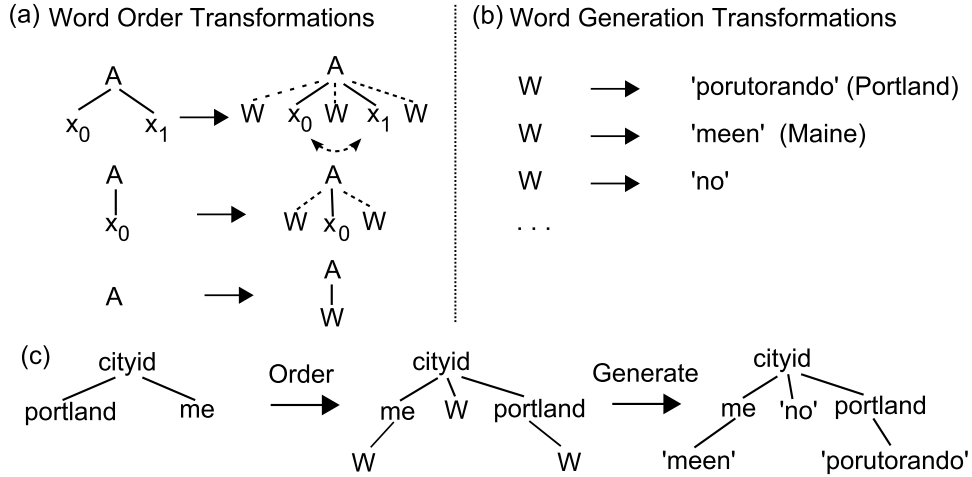 (a) Word Order Transformations
A
x0 x1
A
W x0 W x1 W
A
x0
A
W x0 W
A
A
W
(b) Word Generation Transformations
W 'porutorando' (Portland)
W 'meen' (Maine)
W 'no'
. . .
(c)
cityid
portland me
Order
cityid
me W portland
W W
Generate
cityid
me 'no' portland
'meen' 'porutorando'